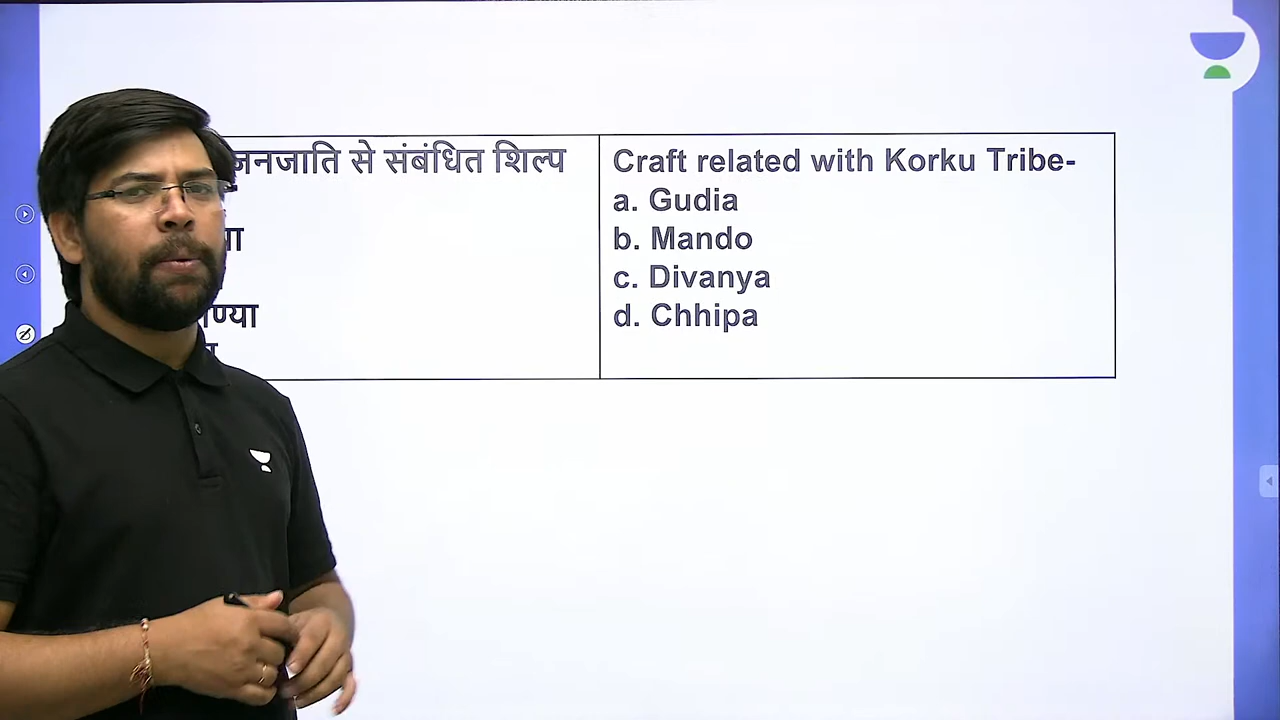 जनजाति से संबंधित शिल्प
Craft related with Korku Tribe-
a. Gudia
b. Mando
c. Divanya
d. Chhipa